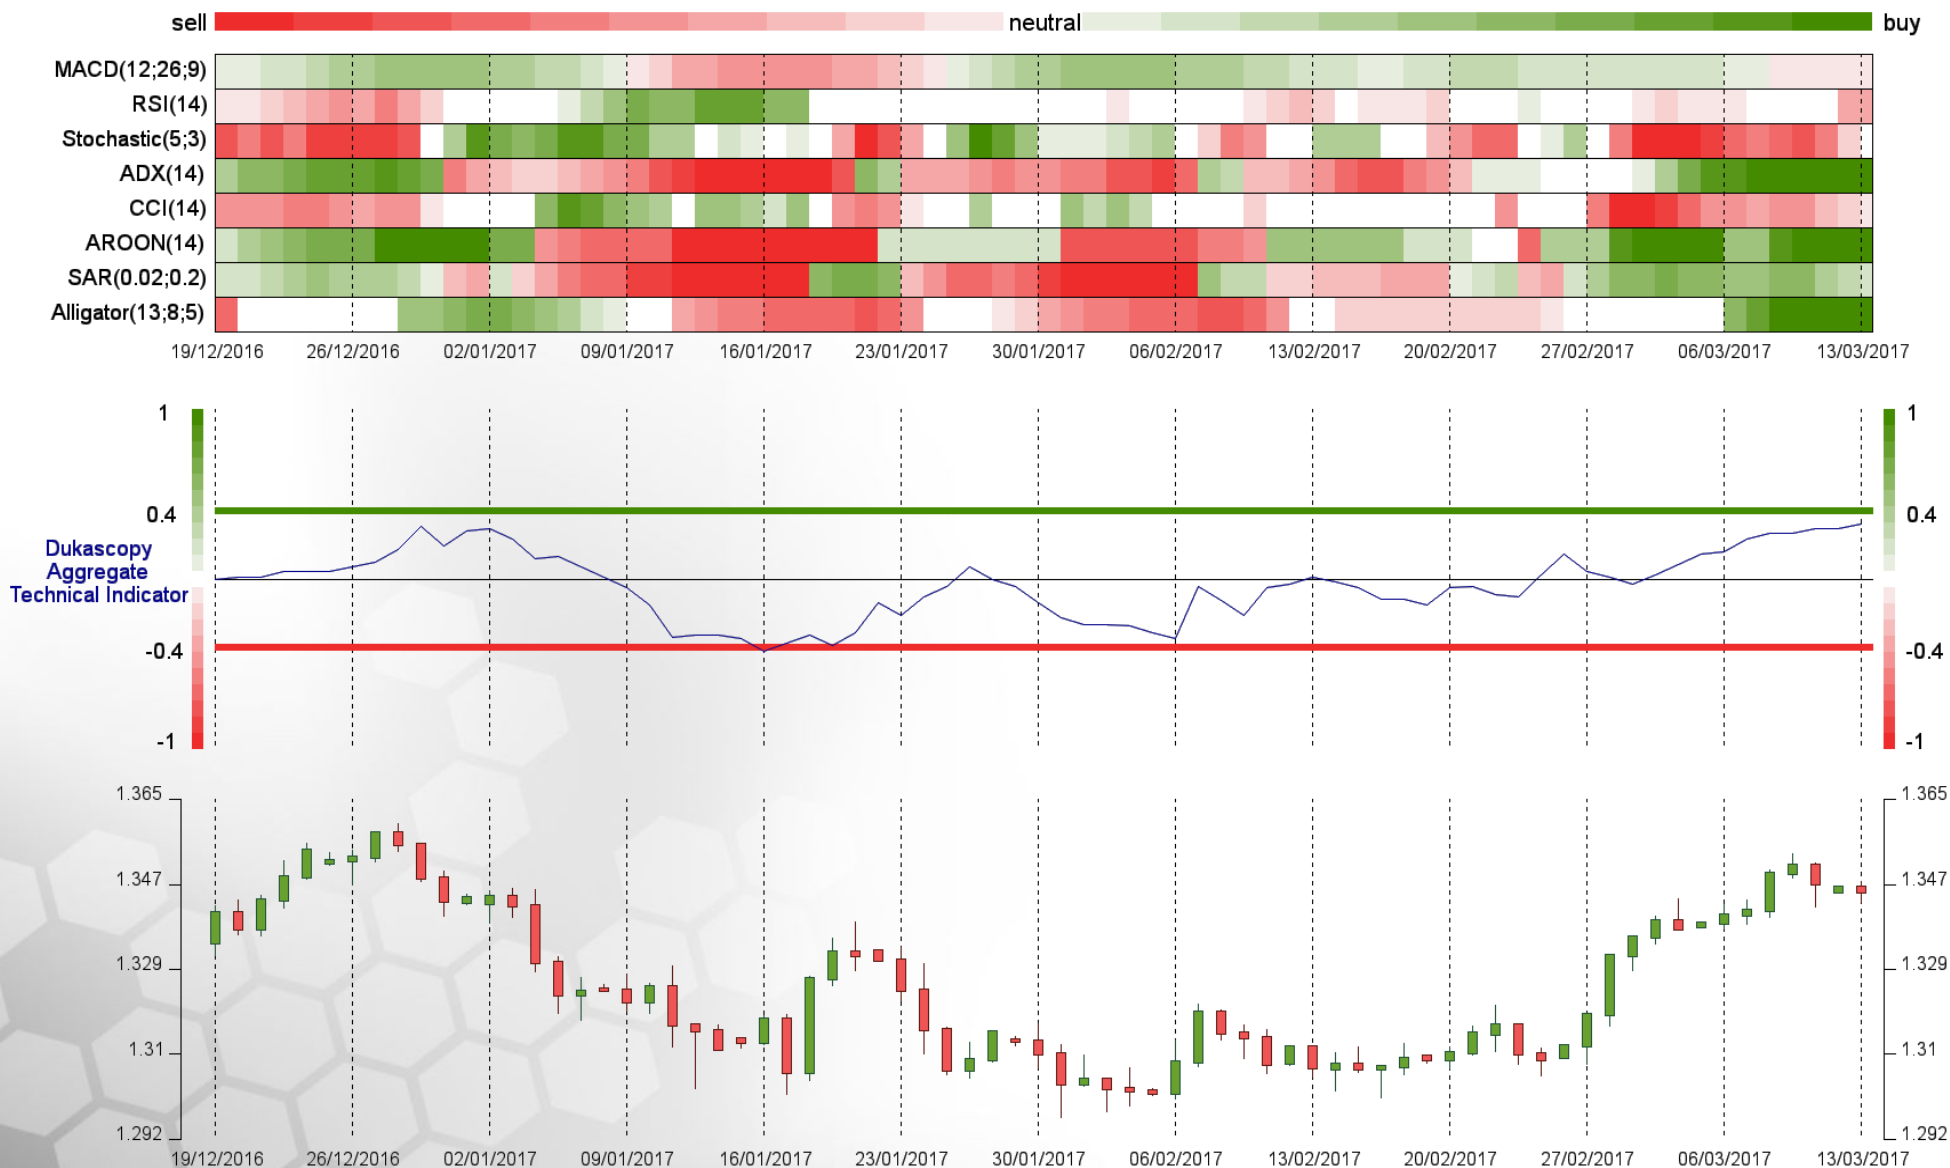 sell neutral buy
MACD(12;26;9)
RSI(14)
Stochastic(5;3)
ADX(14)
CCI(14)
AROON(14)
SAR(0.02;0.2)
Alligator(13;8;5)
19/12/2016 26/12/2016 02/01/2017 09/01/2017 16/01/2017 23/01/2017 30/01/2017 06/02/2017 13/02/2017 20/02/2017 27/02/2017 06/03/2017 13/03/2017
1 1
0.4 0.4
Dukascopy
Aggregate
Technical Indicator
-0.4 -0.4
-1 -1
1.365 1.365
1.347 1.347
1.329 1.329
1.31 1.31
1.292 1.292
19/12/2016 26/12/2016 02/01/2017 09/01/2017 16/01/2017 23/01/2017 30/01/2017 06/02/2017 13/02/2017 20/02/2017 27/02/2017 06/03/2017 13/03/2017